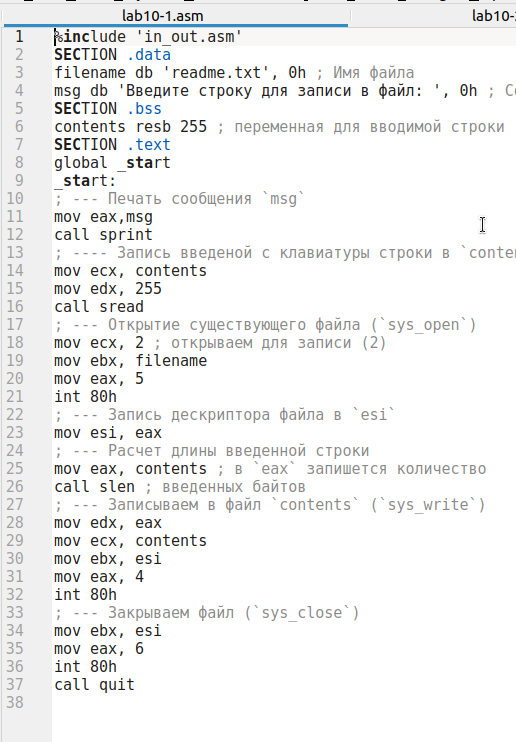 lab10-1.asm lab10-
1 %include 'in_out.asm'
2 SECTION .data
3 filename db 'readme.txt', 0h ; Имя файла
4 msg db 'Введите строку для записи в файл: ', 0h ;
5 SECTION .bss
6 contents resb 255 ; переменная для вводимой строки
7 SECTION .text
8 global _start
9 _start:
10 ; --- Печать сообщения `msg`
11 mov eax,msg
12 call sprint
13 ; ---- Запись введеной с клавиатуры строки в `conte
14 mov ecx, contents
15 mov edx, 255
16 call sread
17 ; --- Открытие существующего файла (`sys_open`)
18 mov ecx, 2 ; открываем для записи (2)
19 mov ebx, filename
20 mov eax, 5
21 int 80h
22 ; --- Запись дескриптора файла в `esi`
23 mov esi, eax
24 ; --- Расчет длины введенной строки
25 mov eax, contents ; в `eax` запишется количество
26 call slen ; введенных байтов
27 ; --- Записываем в файл `contents` (`sys_write`)
28 mov edx, eax
29 mov ecx, contents
30 mov ebx, esi
31 mov eax, 4
32 int 80h
33 ; --- Закрываем файл (`sys_close`)
34 mov ebx, esi
35 mov eax, 6
36 int 80h
37 call quit
38